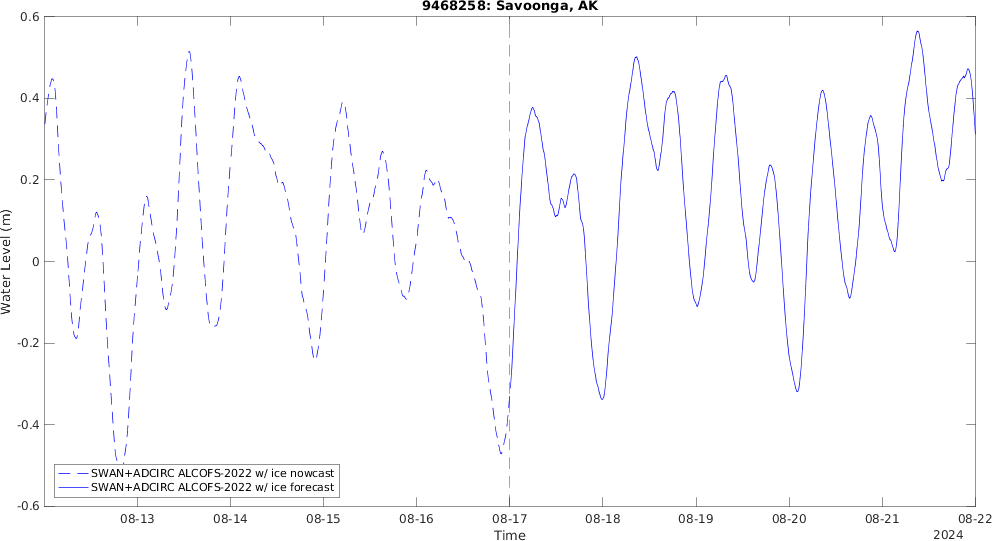 9468258: Savoonga, AK
Water Level (m)
0.6
0.4
0.2
0
-0.2
-0.4
-0.6
SWAN+ADCIRC ALCOFS-2022 w/ ice nowcast
SWAN+ADCIRC ALCOFS-2022 w/ ice forecast
08-13 08-14 08-15 08-16 08-17 08-18 08-19 08-20 08-21 08-22
Time
2024